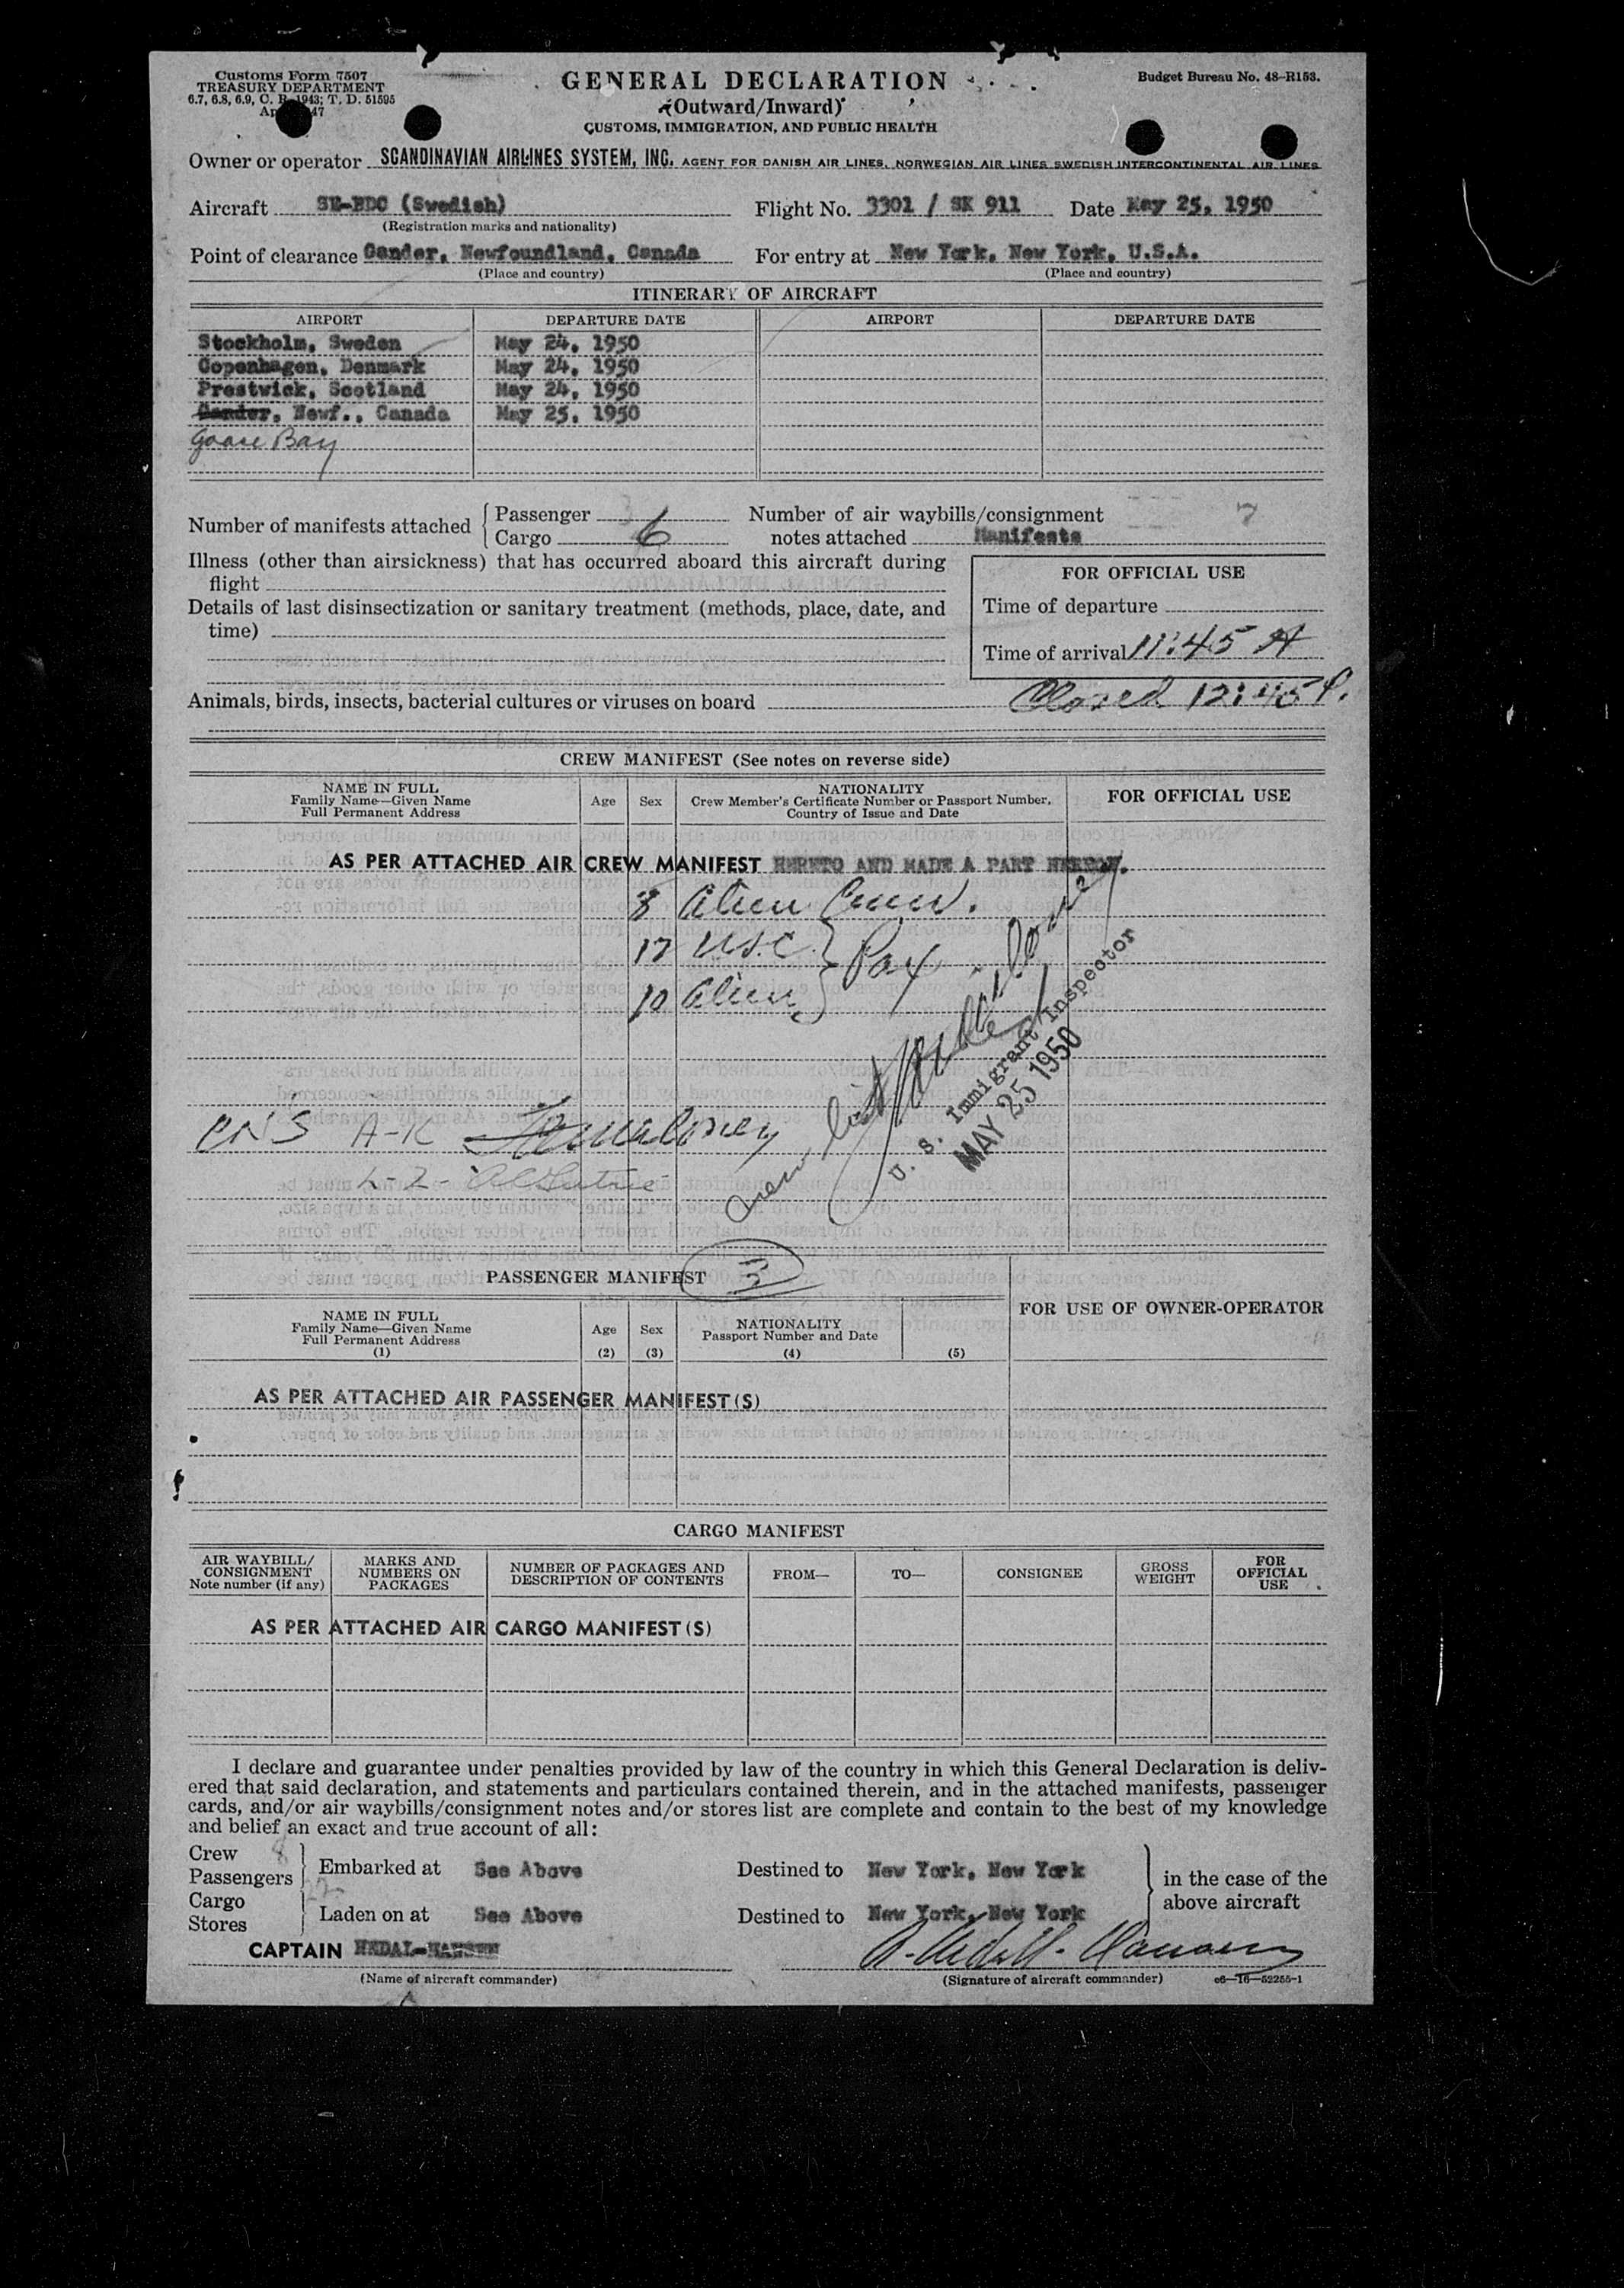 Customs Form 7507
TREASURY DEPARTMENT
6.7, 6.8, 6.9, C. R. 1943; T. D. 51595
GENERAL DECLARATION
(Outward/Inward)
CUSTOMS, IMMIGRATION, AND PUBLIC HEALTH
Budget Bureau No. 48-R153.
Owner or operator SCANDINAVIAN AIRLINES SYSTEM, INC. AGENT FOR DANISH AIR LINES, NORWEGIAN AIR LINES SWEDISH INTERCONTINENTAL AIR LINES
Aircraft SE-BDC (Swedish) Flight No. 3301 / SK 911 Date May 25, 1950
(Registration marks and nationality)
Point of clearance Gander, Newfoundland, Canada For entry at New York, New York, U.S.A.
(Place and country) (Place and country)
ITINERARY OF AIRCRAFT
AIRPORT DEPARTURE DATE AIRPORT DEPARTURE DATE
Stockholm, Sweden May 24, 1950
Copenhagen, Denmark May 24, 1950
Prestwick, Scotland May 24, 1950
Gander, Newf., Canada May 25, 1950
Goose Bay
Number of manifests attached Passenger Number of air waybills/consignment 7
Cargo 6 notes attached Manifests
Illness (other than airsickness) that has occurred aboard this aircraft during
flight
FOR OFFICIAL USE
Details of last disinsectization or sanitary treatment (methods, place, date, and
time)
Time of departure
Time of arrival 11:45 A
Closed 12:45 P.
Animals, birds, insects, bacterial cultures or viruses on board
CREW MANIFEST (See notes on reverse side)
NAME IN FULL
Family Name—Given Name
Full Permanent Address
Age
Sex
NATIONALITY
Crew Member's Certificate Number or Passport Number,
Country of Issue and Date
FOR OFFICIAL USE
AS PER ATTACHED AIR CREW MANIFEST HERETO AND MADE A PART HEREOF.
8 Alien Crew.
17 USC Pax
10 Alien
U. S. Immigrant Inspector
MAY 25 1950
A-K
L-Z
PASSENGER MANIFEST
NAME IN FULL
Family Name—Given Name
Full Permanent Address
(1)
Age
(2)
Sex
(3)
NATIONALITY
Passport Number and Date
(4)
(5)
FOR USE OF OWNER-OPERATOR
AS PER ATTACHED AIR PASSENGER MANIFEST(S)
CARGO MANIFEST
AIR WAYBILL/
CONSIGNMENT
Note number (if any)
MARKS AND
NUMBERS ON
PACKAGES
NUMBER OF PACKAGES AND
DESCRIPTION OF CONTENTS
FROM—
TO—
CONSIGNEE
GROSS
WEIGHT
FOR
OFFICIAL
USE
AS PER ATTACHED AIR CARGO MANIFEST(S)
I declare and guarantee under penalties provided by law of the country in which this General Declaration is deliv-
ered that said declaration, and statements and particulars contained therein, and in the attached manifests, passenger
cards, and/or air waybills/consignment notes and/or stores list are complete and contain to the best of my knowledge
and belief an exact and true account of all:
Crew 8
Passengers Embarked at See Above Destined to New York, New York in the case of the
Cargo above aircraft
Stores Laden on at See Above Destined to New York, New York
CAPTAIN HEDAL-HANSEN
(Name of aircraft commander) (Signature of aircraft commander) c6—16—52255-1